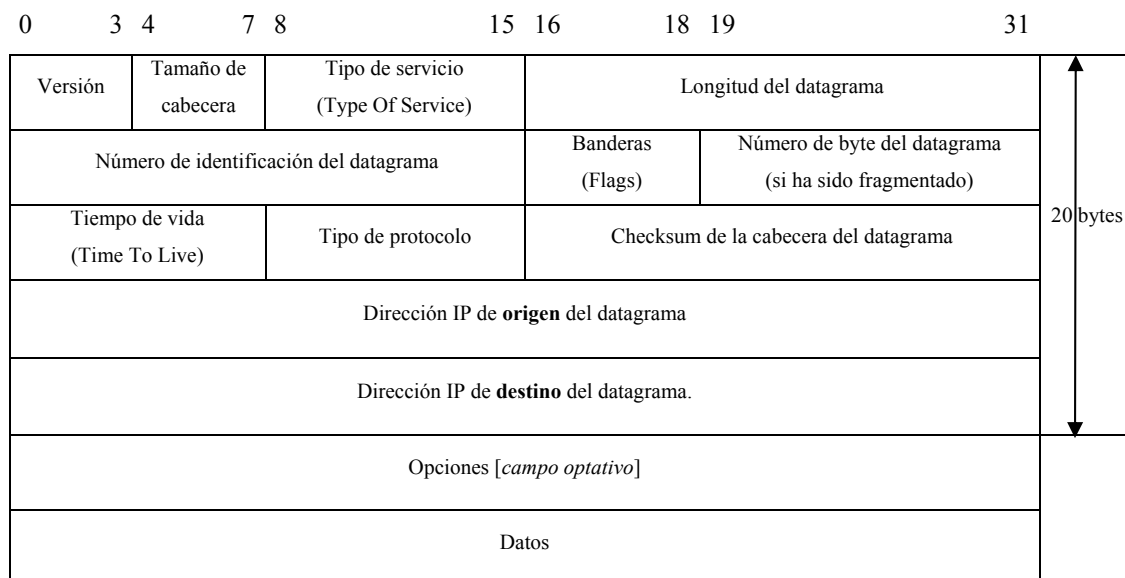 0 3 4 7 8 15 16 18 19 31
Versión
Tamaño de
cabecera
Tipo de servicio
(Type Of Service)
Longitud del datagrama
Número de identificación del datagrama
Banderas
(Flags)
Número de byte del datagrama
(si ha sido fragmentado)
Tiempo de vida
(Time To Live)
Tipo de protocolo
Checksum de la cabecera del datagrama
20 bytes
Dirección IP de origen del datagrama
Dirección IP de destino del datagrama.
Opciones [campo optativo]
Datos